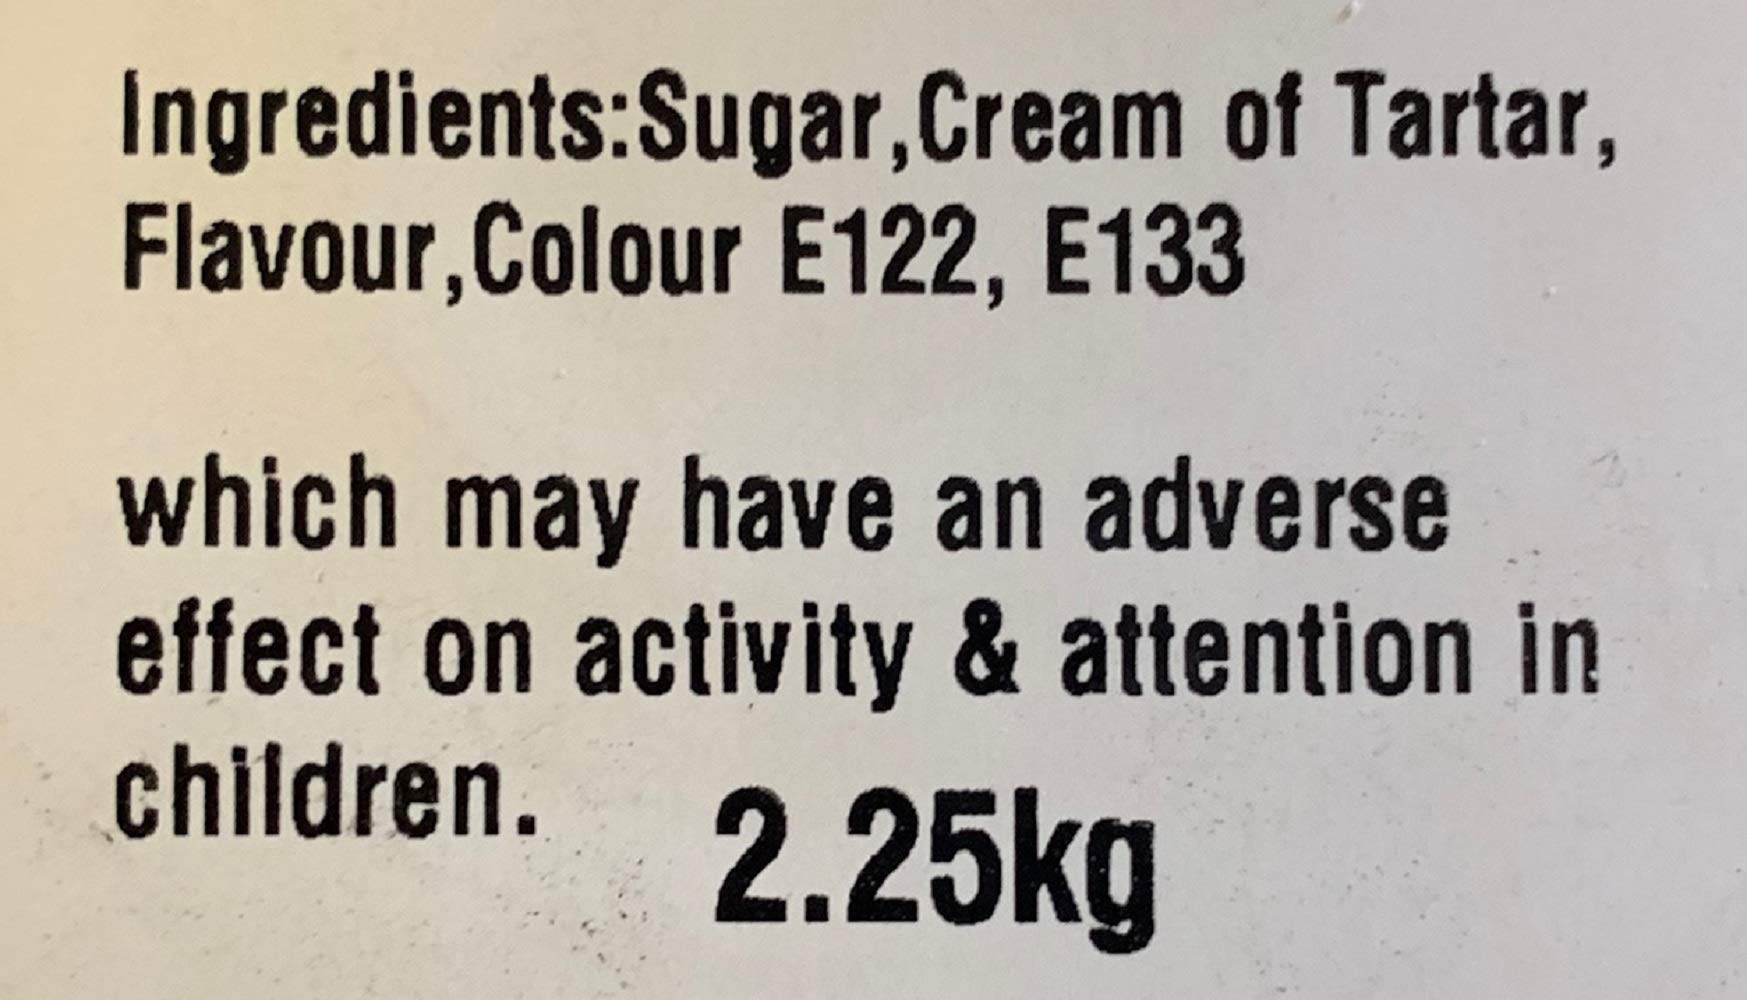 Ingredients:Sugar,Cream of Tartar,
Flavour,Colour E122, E133
which may have an adverse
effect on activity & attention in
children.
2.25kg